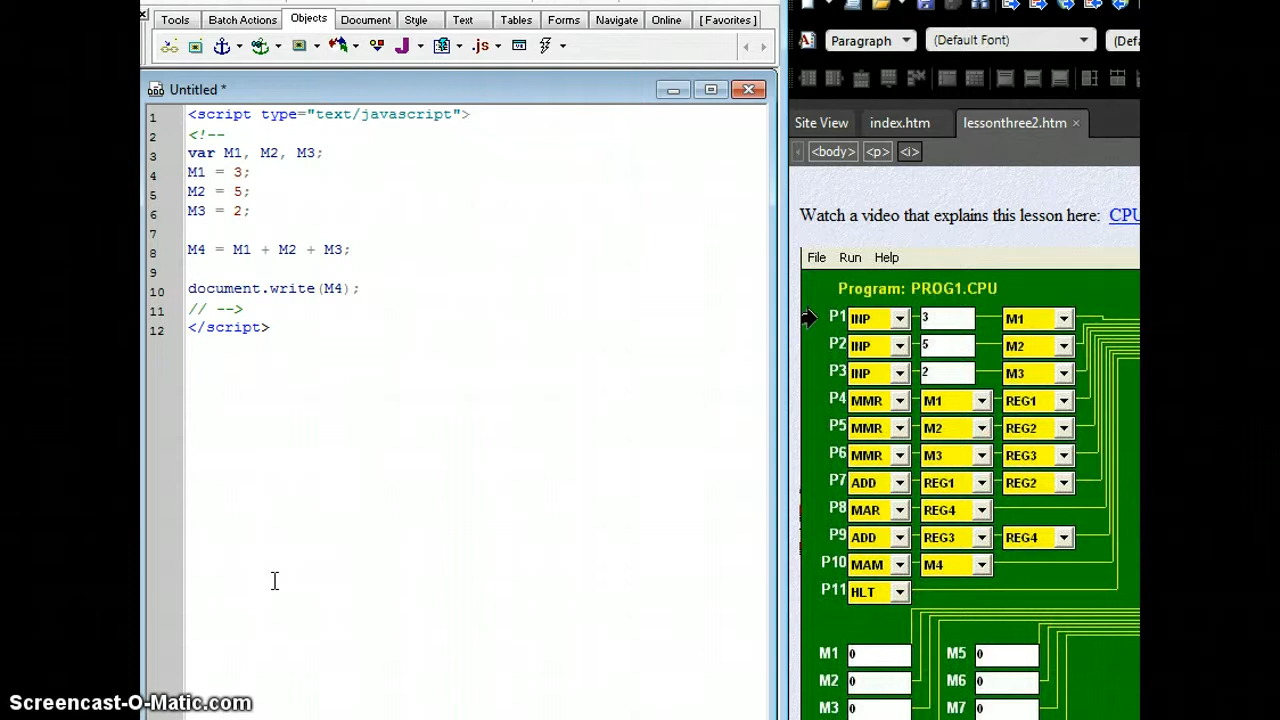 Tools Batch Actions Objects Document Style Text Tables Forms Navigate Online [ Favorites ]
.js
Untitled *
1 <script type="text/javascript">
2 <!--
3 var M1, M2, M3;
4 M1 = 3;
5 M2 = 5;
6 M3 = 2;
7
8 M4 = M1 + M2 + M3;
9
10 document.write(M4);
11 // -->
12 </script>
Paragraph (Default Font)
Site View index.htm lessonthree2.htm ×
<body> <p> <i>
Watch a video that explains this lesson here: CPU
File Run Help
Program: PROG1.CPU
P1 INP 3 M1
P2 INP 5 M2
P3 INP 2 M3
P4 MMR M1 REG1
P5 MMR M2 REG2
P6 MMR M3 REG3
P7 ADD REG1 REG2
P8 MAR REG4
P9 ADD REG3 REG4
P10 MAM M4
P11 HLT
M1 0 M5 0
M2 0 M6 0
M3 0 M7 0
Screencast-O-Matic.com